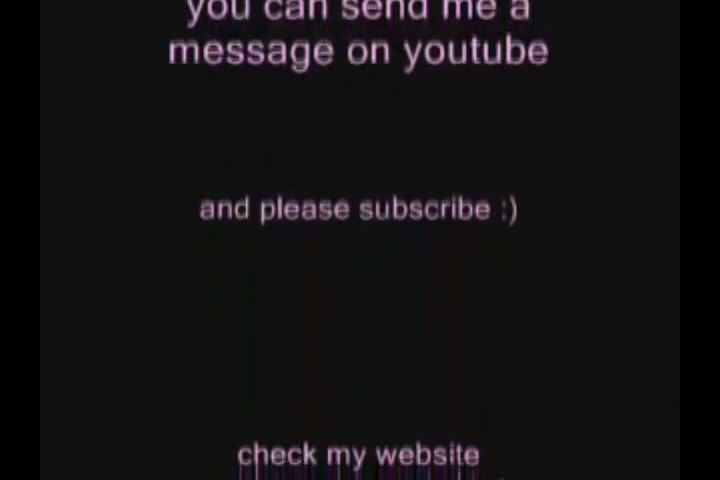 you can send me a
message on youtube
and please subscribe :)
check my website